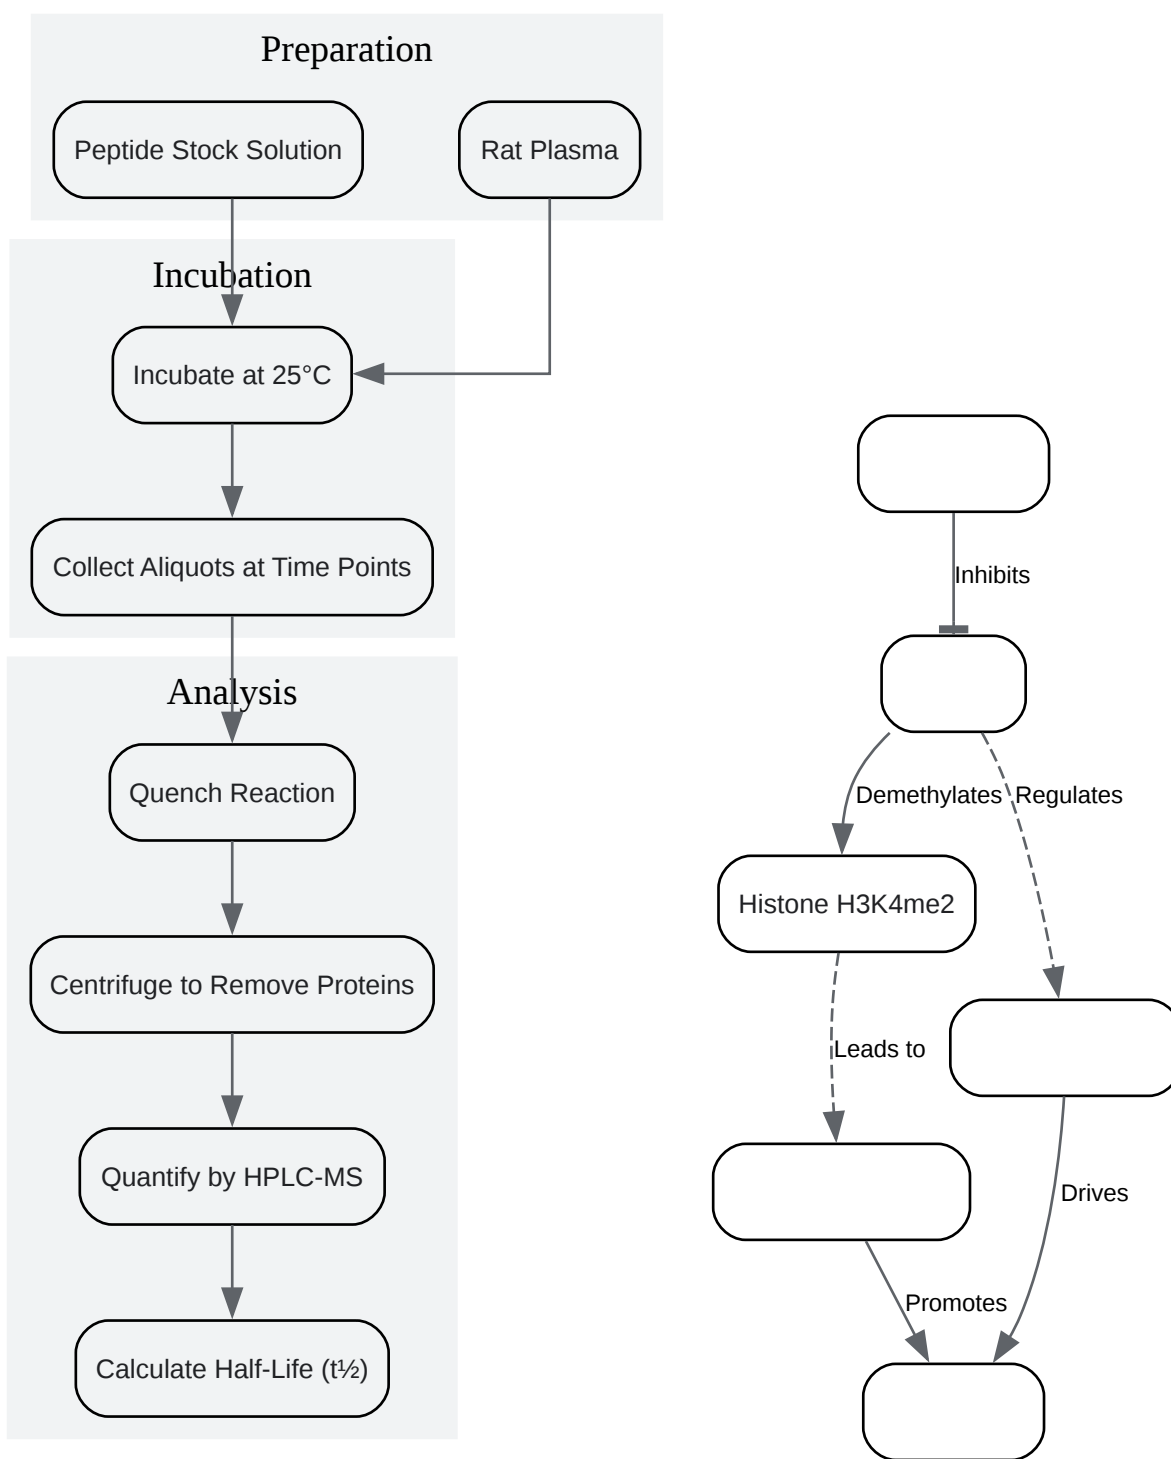 Preparation
Peptide Stock Solution
Rat Plasma
Incubation
Incubate at 25°C
Collect Aliquots at Time Points
Analysis
Quench Reaction
Centrifuge to Remove Proteins
Quantify by HPLC-MS
Calculate Half-Life (t½)
Inhibits
Demethylates
Regulates
Histone H3K4me2
Leads to
Drives
Promotes